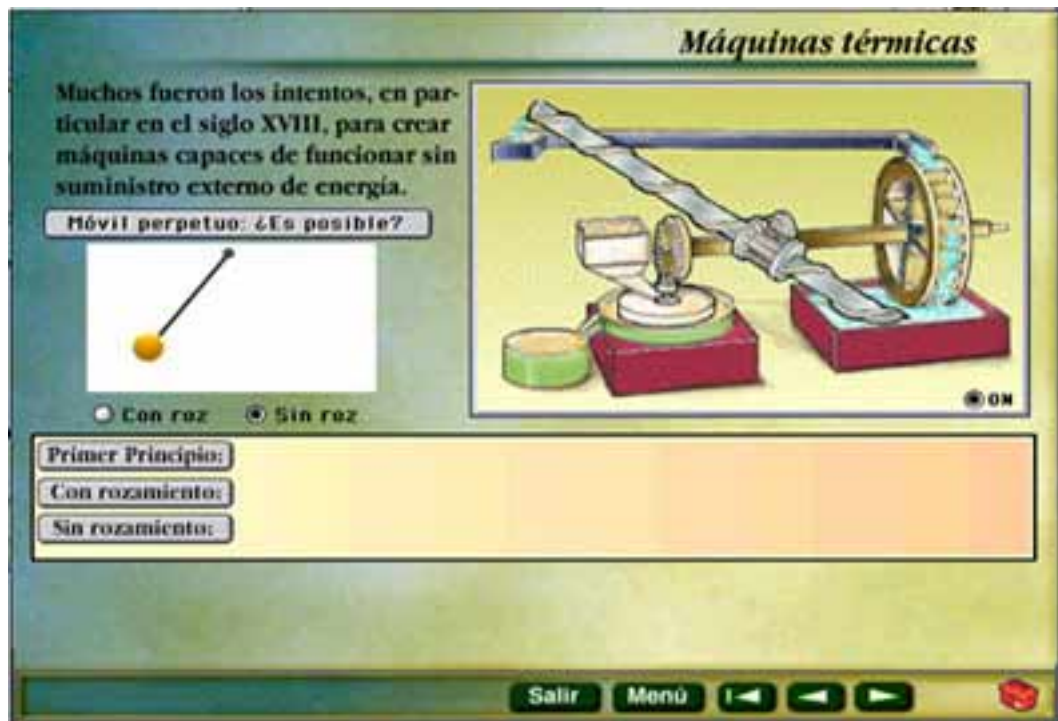 Máquinas térmicas
Muchos fueron los intentos, en par-
ticular en el siglo XVIII, para crear
máquinas capaces de funcionar sin
suministro externo de energía.
Móvil perpetuo: ¿Es posible?
Con roz
Sin roz
ON
Primer Principio:
Con rozamiento:
Sin rozamiento:
Salir
Menú